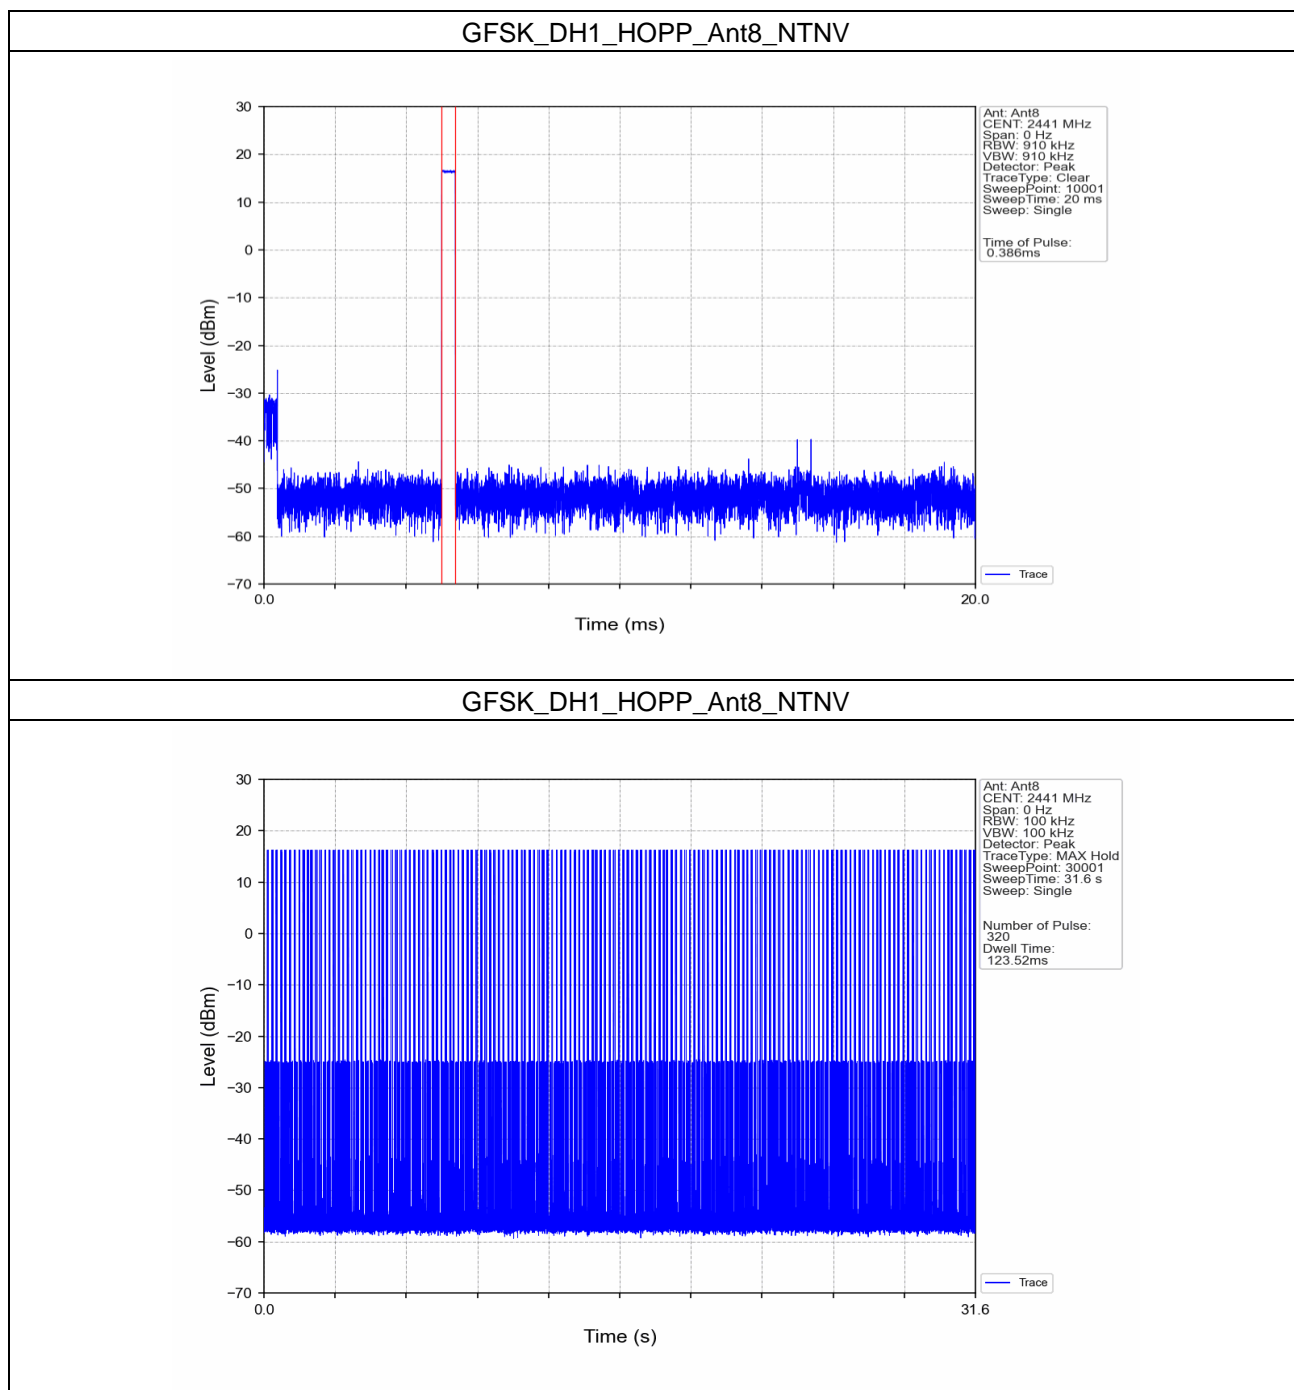 GFSK_DH1_HOPP_Ant8_NTNV
30
20
10
0
−10
−20
−30
−40
−50
−60
−70
Level (dBm)
0.0
20.0
Time (ms)
Ant: Ant8
CENT: 2441 MHz
Span: 0 Hz
RBW: 910 kHz
VBW: 910 kHz
Detector: Peak
TraceType: Clear
SweepPoint: 10001
SweepTime: 20 ms
Sweep: Single
Time of Pulse:
0.386ms
Trace
GFSK_DH1_HOPP_Ant8_NTNV
30
20
10
0
−10
−20
−30
−40
−50
−60
−70
Level (dBm)
0.0
31.6
Time (s)
Ant: Ant8
CENT: 2441 MHz
Span: 0 Hz
RBW: 100 kHz
VBW: 100 kHz
Detector: Peak
TraceType: MAX Hold
SweepPoint: 30001
SweepTime: 31.6 s
Sweep: Single
Number of Pulse:
320
Dwell Time:
123.52ms
Trace